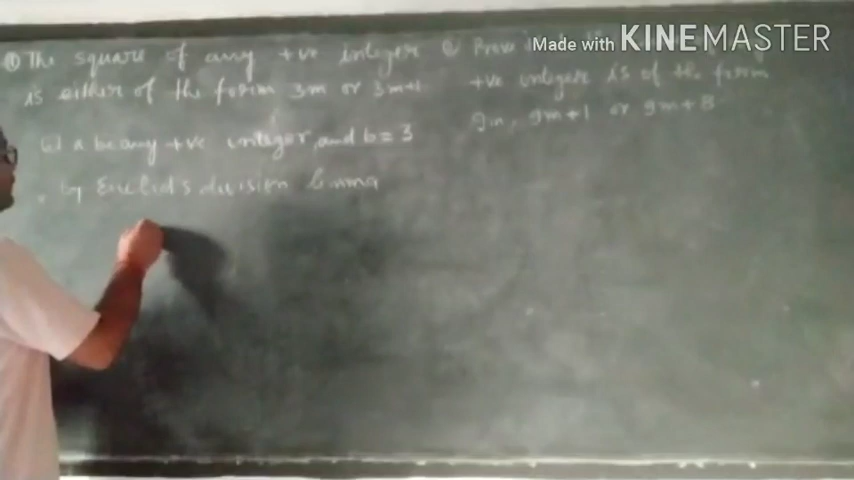 ① The square of any +ve integer
is either of the form 3m or 3m+1
Let a be any +ve integer, and b = 3
by Euclid's division lemma
② Prove
+ve integer is of the form
9m, 9m+1 or 9m+8
Made with KINEMASTER